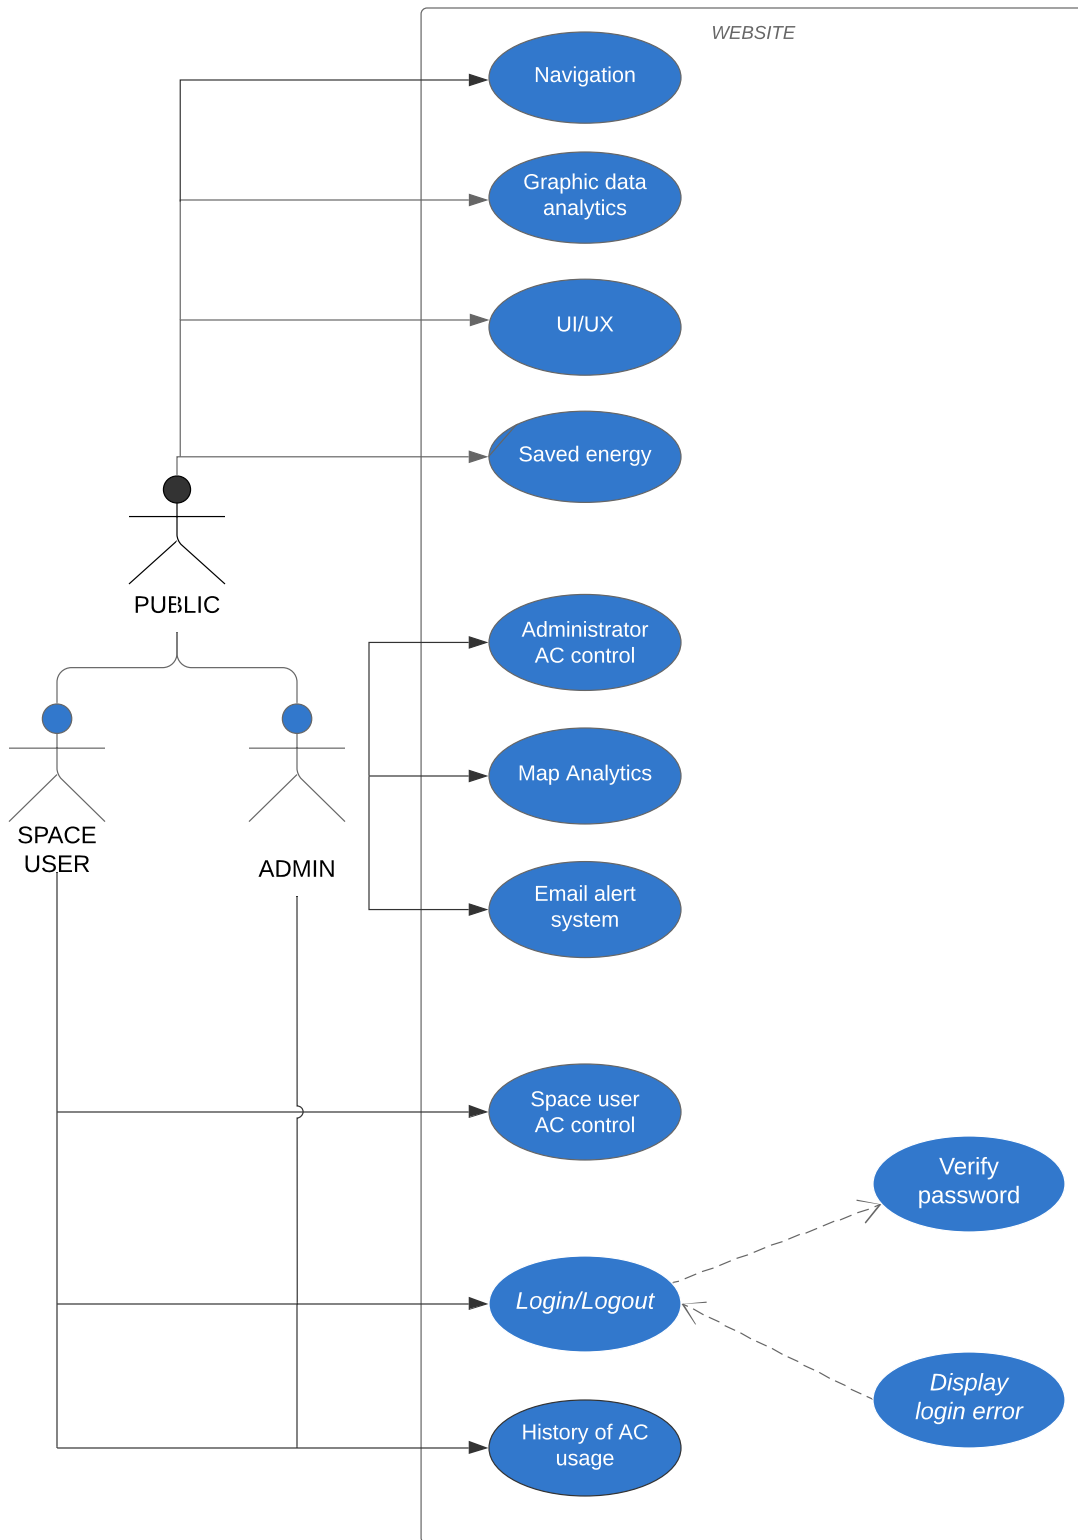 WEBSITE
Navigation
Graphic data
analytics
UI/UX
Saved energy
PUBLIC
Administrator
AC control
Map Analytics
SPACE
USER
ADMIN
Email alert
system
Space user
AC control
Verify
password
Login/Logout
Display
login error
History of AC
usage